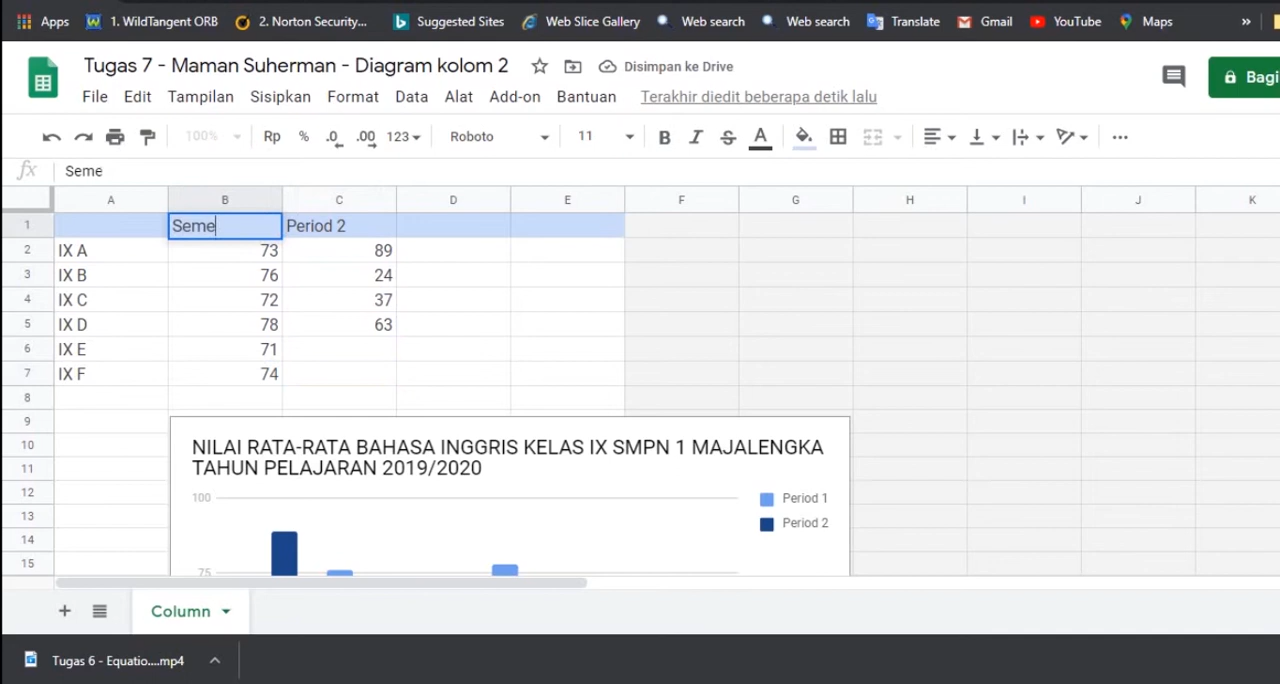 Apps 1. WildTangent ORB 2. Norton Security... Suggested Sites Web Slice Gallery Web search Web search Translate Gmail YouTube Maps »
Tugas 7 - Maman Suherman - Diagram kolom 2 Disimpan ke Drive
Bagi
File Edit Tampilan Sisipkan Format Data Alat Add-on Bantuan Terakhir diedit beberapa detik lalu
100% Rp % .0 .00 123 Roboto 11 B I S A
fx Seme
A B C D E F G H I J K
1 Seme Period 2
2 IX A 73 89
3 IX B 76 24
4 IX C 72 37
5 IX D 78 63
6 IX E 71
7 IX F 74
8
9
10
11
12
13
14
15
NILAI RATA-RATA BAHASA INGGRIS KELAS IX SMPN 1 MAJALENGKA
TAHUN PELAJARAN 2019/2020
100
Period 1
Period 2
75
Column
Tugas 6 - Equatio....mp4